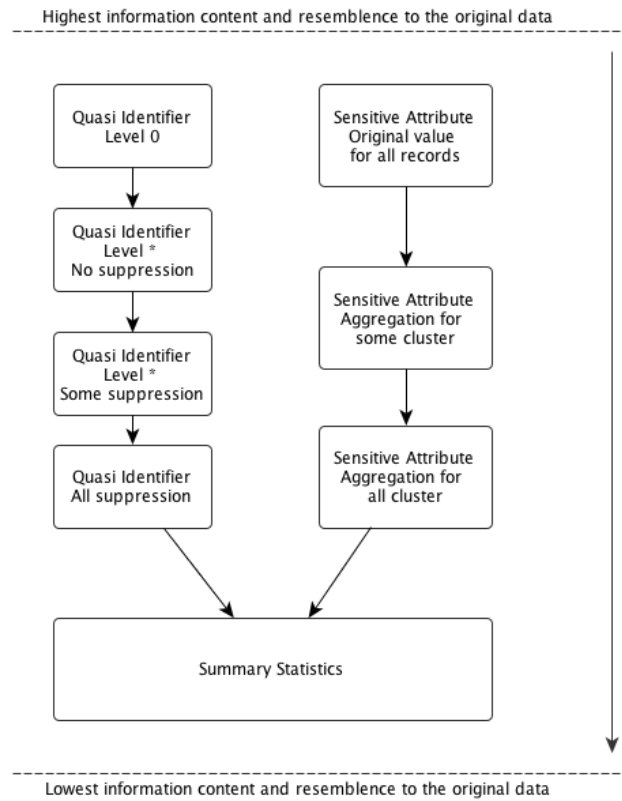 Highest information content and resemblence to the original data
Quasi Identifier
Level 0
Quasi Identifier
Level *
No suppression
Quasi Identifier
Level *
Some suppression
Quasi Identifier
All suppression
Sensitive Attribute
Original value
for all records
Sensitive Attribute
Aggregation for
some cluster
Sensitive Attribute
Aggregation for
all cluster
Summary Statistics
Lowest information content and resemblence to the original data